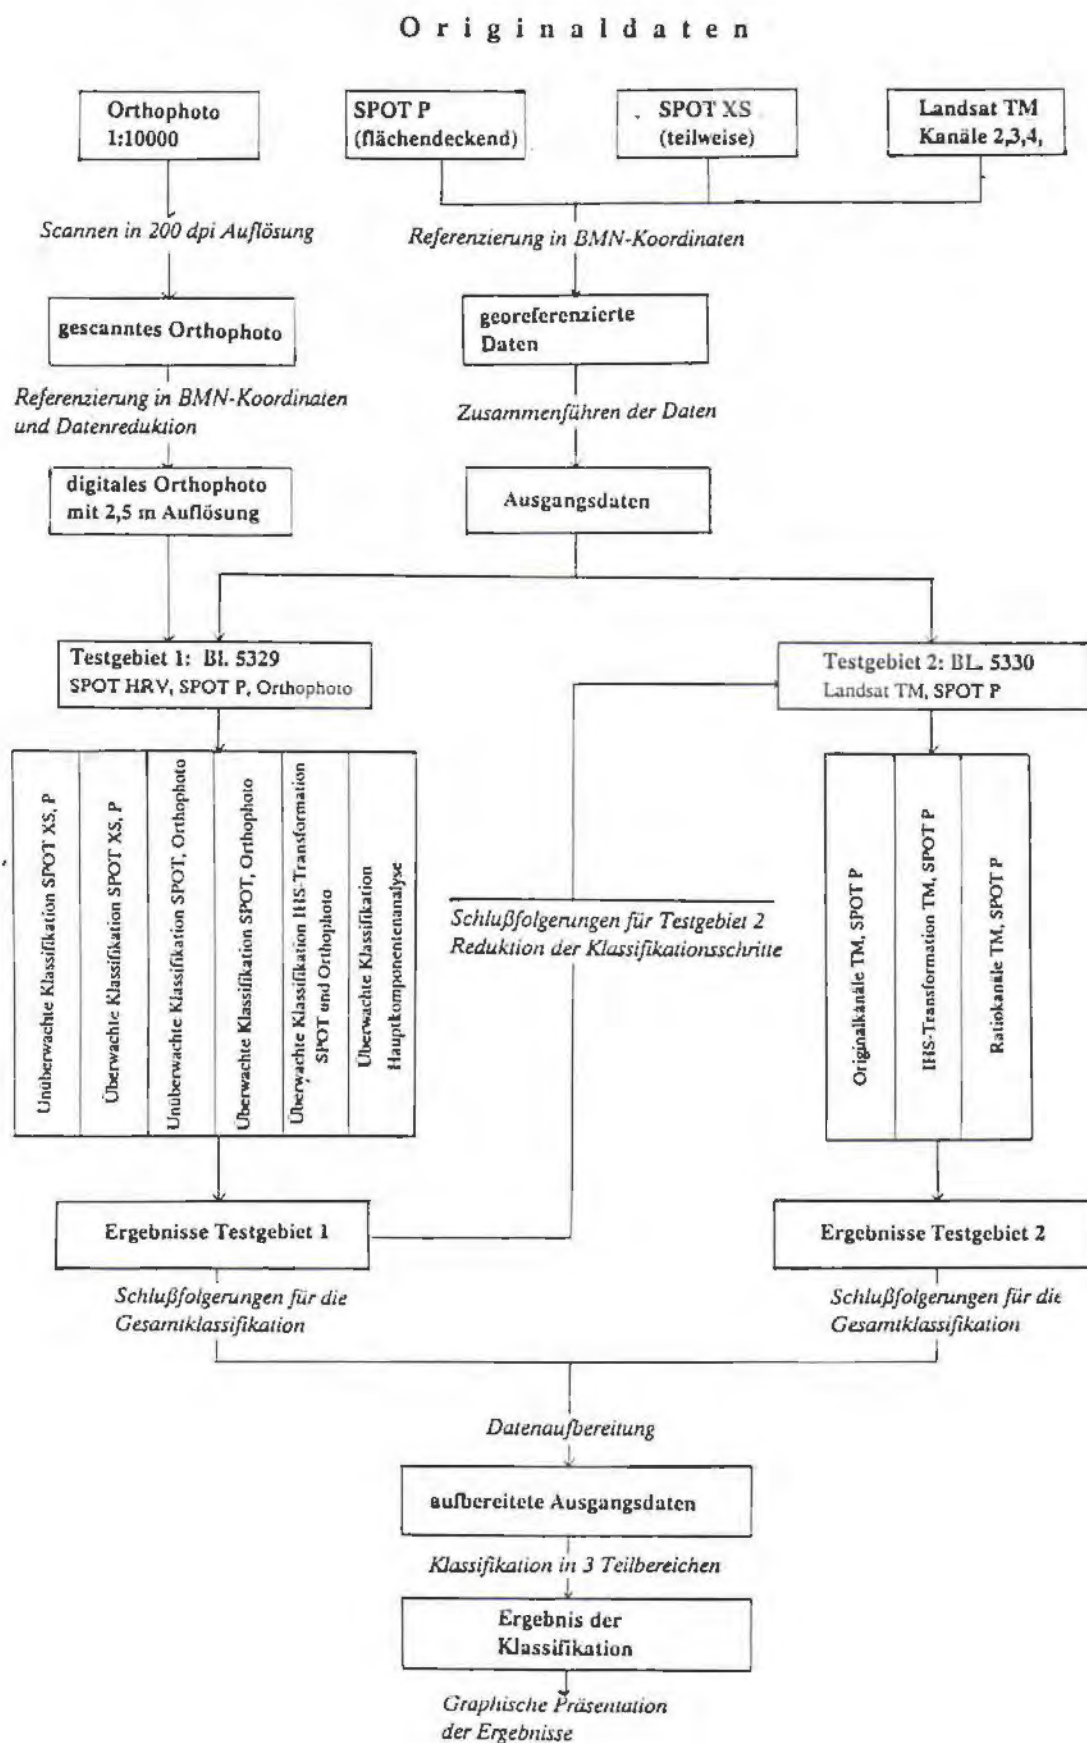 Originaldaten
Orthophoto
1:10000
SPOT P
(flächendeckend)
SPOT XS
(teilweise)
Landsat TM
Kanäle 2,3,4,
Scannen in 200 dpi Auflösung
Referenzierung in BMN-Koordinaten
gescanntes Orthophoto
georeferenzierte
Daten
Referenzierung in BMN-Koordinaten
und Datenreduktion
Zusammenführen der Daten
digitales Orthophoto
mit 2,5 m Auflösung
Ausgangsdaten
Testgebiet 1: Bl. 5329
SPOT HRV, SPOT P, Orthophoto
Testgebiet 2: BL. 5330
Landsat TM, SPOT P
Unüberwachte Klassifikation SPOT XS, P
Überwachte Klassifikation SPOT XS, P
Unüberwachte Klassifikation SPOT, Orthophoto
Überwachte Klassifikation SPOT, Orthophoto
Überwachte Klassifikation IHS-Transformation
SPOT und Orthophoto
Überwachte Klassifikation
Hauptkomponentenanalyse
Schlußfolgerungen für Testgebiet 2
Reduktion der Klassifikationsschritte
Originalkanäle TM, SPOT P
IHS-Transformation TM, SPOT P
Ratiokanäle TM, SPOT P
Ergebnisse Testgebiet 1
Ergebnisse Testgebiet 2
Schlußfolgerungen für die
Gesamtklassifikation
Schlußfolgerungen für die
Gesamtklassifikation
Datenaufbereitung
aufbereitete Ausgangsdaten
Klassifikation in 3 Teilbereichen
Ergebnis der
Klassifikation
Graphische Präsentation
der Ergebnisse